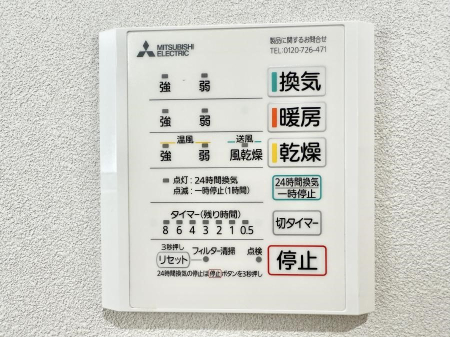 MITSUBISHI
ELECTRIC
製品に関するお問合せ
TEL:0120-726-471
強 弱 換気
強 弱 暖房
温風 送風
強 弱 風乾燥 乾燥
点灯:24時間換気
点滅:一時停止(1時間)
24時間換気
一時停止
タイマー(残り時間)
8 6 4 3 2 1 0.5
切タイマー
3秒押し
リセット フィルター清掃 点検
停止
24時間換気の停止は停止ボタンを3秒押し